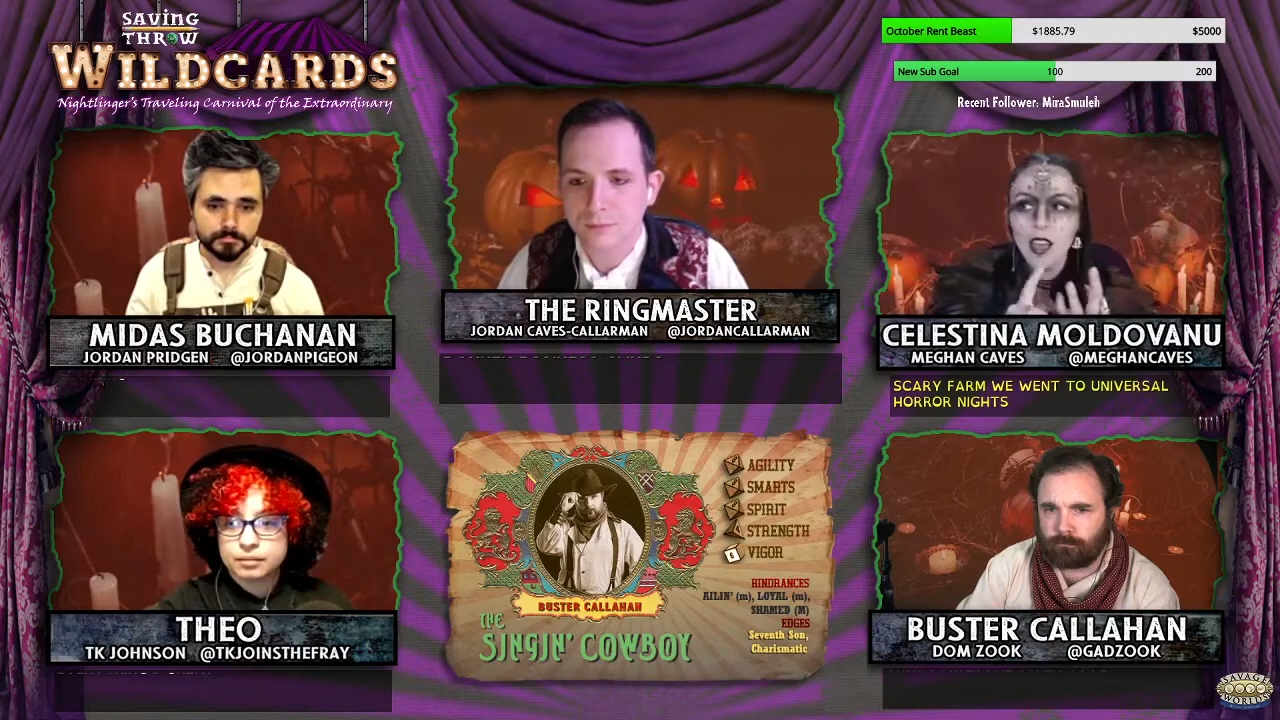 SAVING
THROW
WILDCARDS
Nightlinger's Traveling Carnival of the Extraordinary
October Rent Beast $1885.79 $5000
New Sub Goal 100 200
Recent Follower: MiraSmuleh
MIDAS BUCHANAN
JORDAN PRIDGEN @JORDANPIGEON
THE RINGMASTER
JORDAN CAVES-CALLARMAN @JORDANCALLARMAN
CELESTINA MOLDOVANU
MEGHAN CAVES @MEGHANCAVES
SCARY FARM WE WENT TO UNIVERSAL
HORROR NIGHTS
THEO
TK JOHNSON @TKJOINSTHEFRAY
AGILITY
SMARTS
SPIRIT
STRENGTH
VIGOR
HINDRANCES
AILIN' (m), LOYAL (m),
SHAMED (M)
EDGES
Seventh Son,
Charismatic
BUSTER CALLAHAN
THE
SINGIN' COWBOY
BUSTER CALLAHAN
DOM ZOOK @GADZOOK
SAVAGE
WORLDS